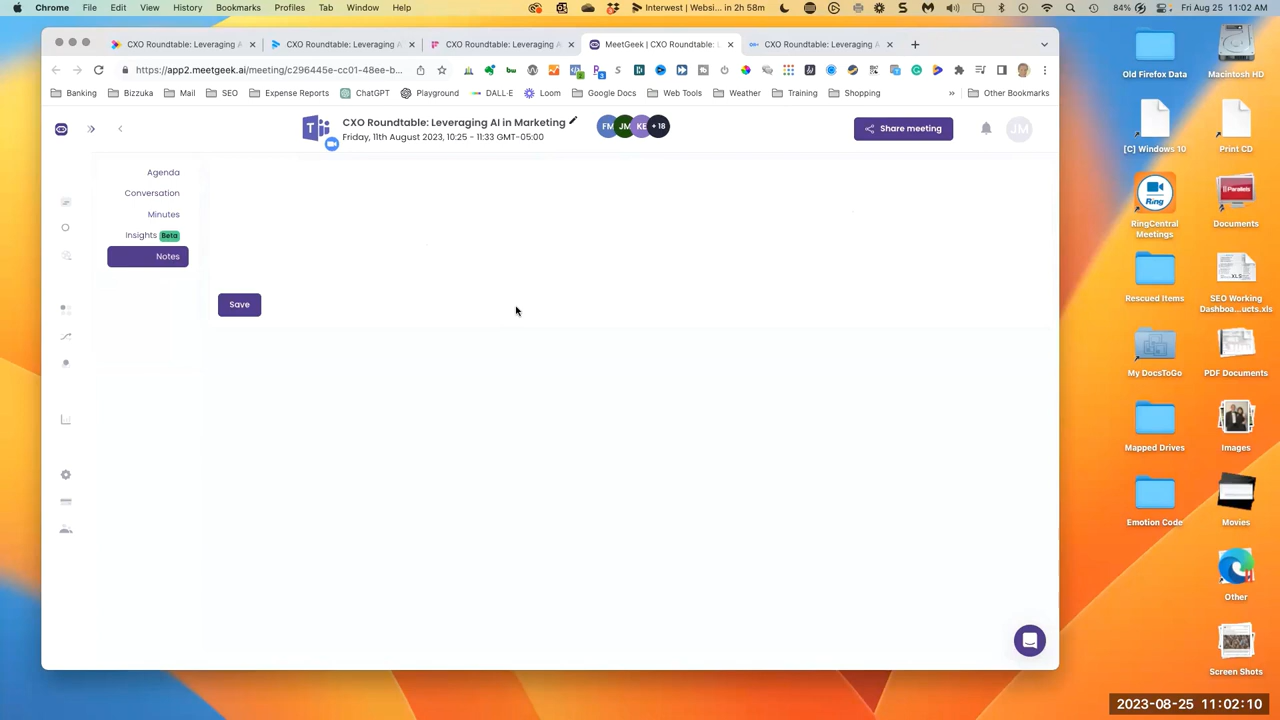 Chrome File Edit View History Bookmarks Profiles Tab Window Help Interwest | Websi... in 2h 58m 84% Fri Aug 25 11:02 AM
CXO Roundtable: Leveraging A
CXO Roundtable: Leveraging A
CXO Roundtable: Leveraging A
MeetGeek | CXO Roundtable: L
CXO Roundtable: Leveraging A
https://app2.meetgeek.ai/meeting/c296445e-cc01-48ee-b...
Banking Bizzuka Mail SEO Expense Reports ChatGPT Playground DALL·E Loom Google Docs Web Tools Weather Training Shopping » Other Bookmarks
CXO Roundtable: Leveraging AI in Marketing
Friday, 11th August 2023, 10:25 - 11:33 GMT-05:00
FM JM KE + 18
Share meeting
JM
Agenda
Conversation
Minutes
Insights Beta
Notes
Save
Old Firefox Data
Macintosh HD
[C] Windows 10
Print CD
Ring
RingCentral
Meetings
Parallels
Documents
Rescued Items
XLS
SEO Working
Dashboa...ucts.xls
My DocsToGo
PDF Documents
Mapped Drives
Images
Emotion Code
Movies
Other
Screen Shots
2023-08-25 11:02:10